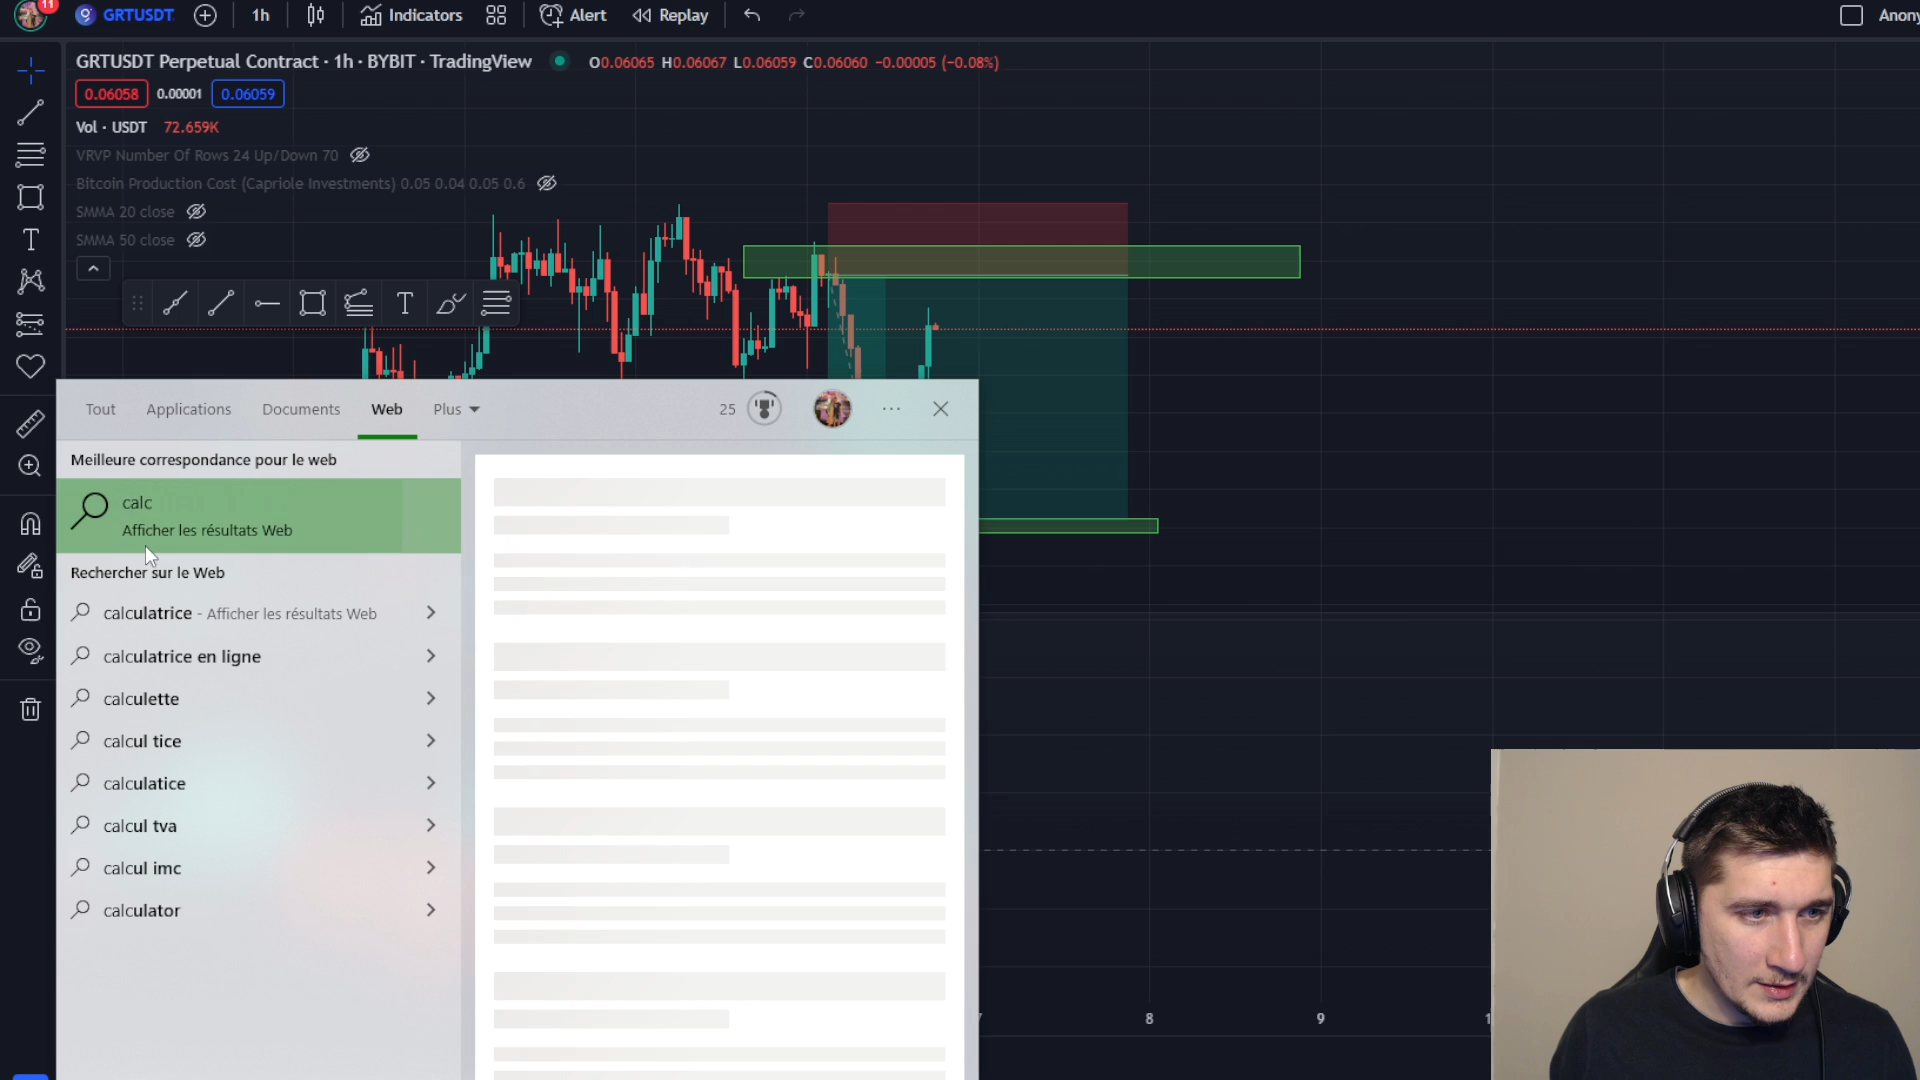 11
GRTUSDT
1h
Indicators
Alert
Replay
Anony
GRTUSDT Perpetual Contract · 1h · BYBIT · TradingView
O0.06065 H0.06067 L0.06059 C0.06060 −0.00005 (−0.08%)
0.06058
0.00001
0.06059
Vol · USDT 72.659K
VRVP Number Of Rows 24 Up/Down 70
Bitcoin Production Cost (Capriole Investments) 0.05 0.04 0.05 0.6
SMMA 20 close
SMMA 50 close
T
T
Tout
Applications
Documents
Web
Plus
25
Meilleure correspondance pour le web
calc
Afficher les résultats Web
Rechercher sur le Web
calculatrice - Afficher les résultats Web
calculatrice en ligne
calculette
calcul tice
calculatice
calcul tva
calcul imc
calculator
8
9